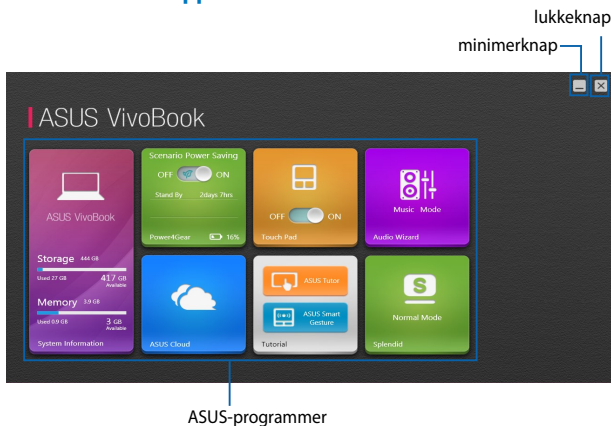 lukkeknap
minimerknap
ASUS VivoBook
Scenario Power Saving
OFF ON
Stand By 2days 7hrs
Power4Gear 16%
OFF ON
Touch Pad
Music Mode
Audio Wizard
ASUS VivoBook
Storage 444 GB
Used 27 GB 417 GB
Available
Memory 3.9 GB
Used 0.9 GB 3 GB
Available
System Information
ASUS Cloud
ASUS Tutor
ASUS Smart
Gesture
Tutorial
S
Normal Mode
Splendid
ASUS-programmer